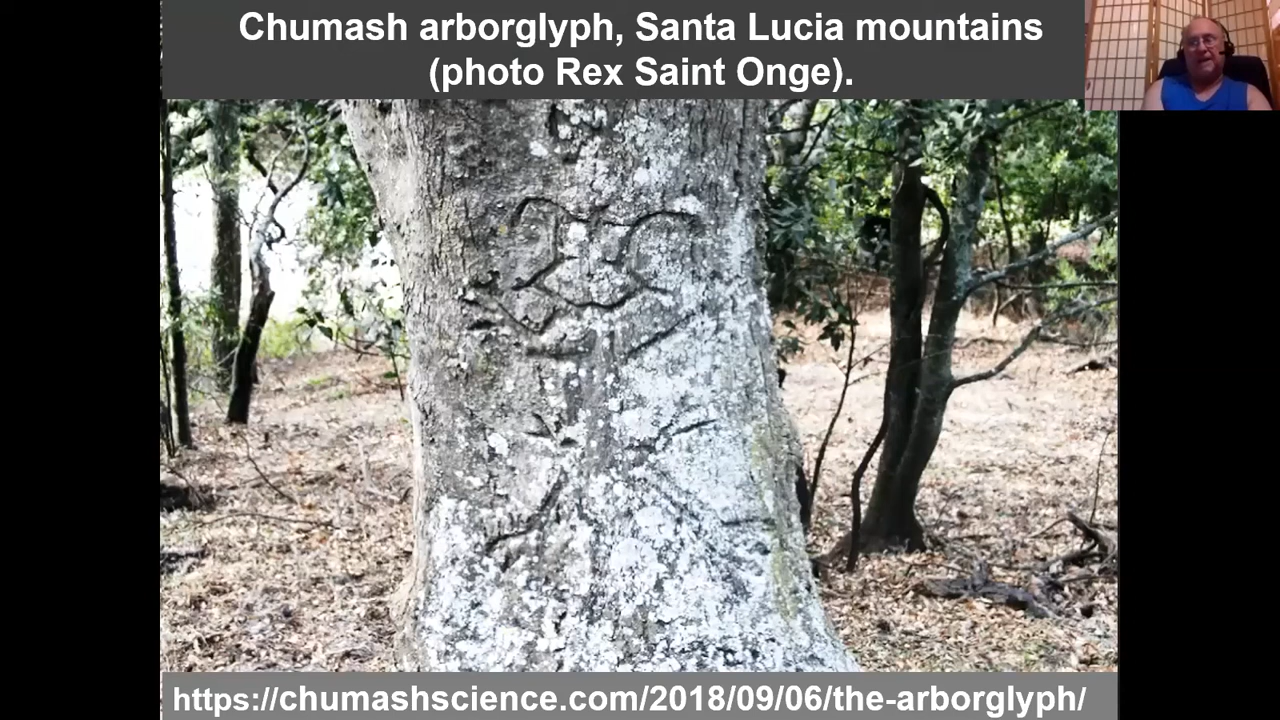 Chumash arborglyph, Santa Lucia mountains
(photo Rex Saint Onge).
https://chumashscience.com/2018/09/06/the-arborglyph/